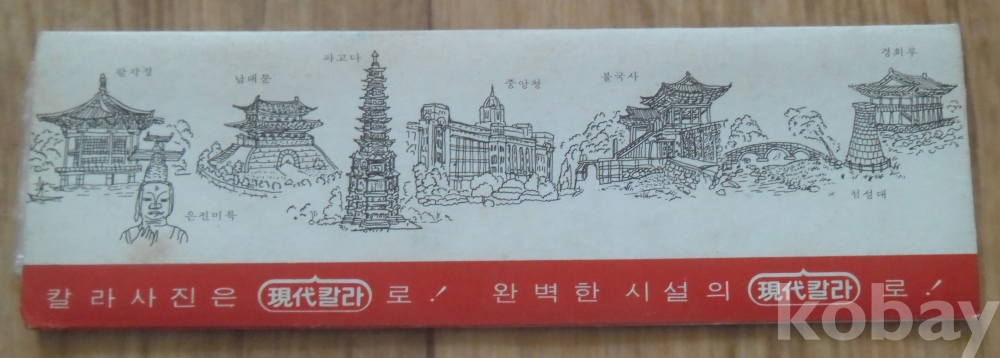 팔각정
남대문
파고다
중앙청
불국사
경회루
은진미륵
첨성대
칼라사진은 現代칼라 로! 완벽한 시설의 現代칼라 로!
kobay